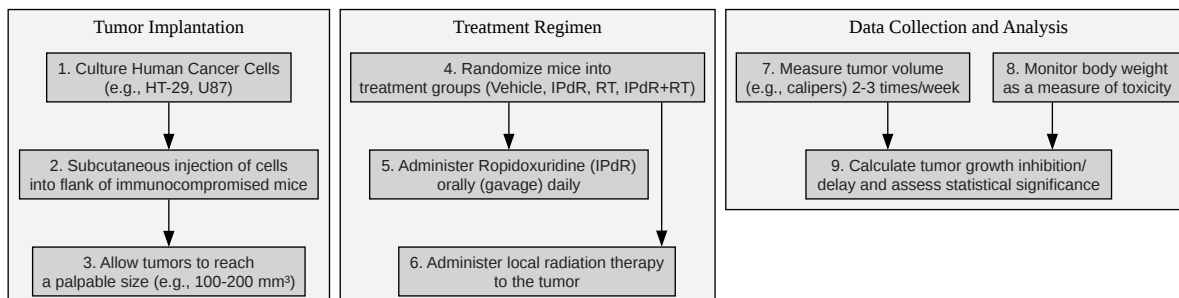 Tumor Implantation
1. Culture Human Cancer Cells
(e.g., HT-29, U87)
2. Subcutaneous injection of cells
into flank of immunocompromised mice
3. Allow tumors to reach
a palpable size (e.g., 100-200 mm³)
Treatment Regimen
4. Randomize mice into
treatment groups (Vehicle, IPdR, RT, IPdR+RT)
5. Administer Ropidoxuridine (IPdR)
orally (gavage) daily
6. Administer local radiation therapy
to the tumor
Data Collection and Analysis
7. Measure tumor volume
(e.g., calipers) 2-3 times/week
8. Monitor body weight
as a measure of toxicity
9. Calculate tumor growth inhibition/
delay and assess statistical significance